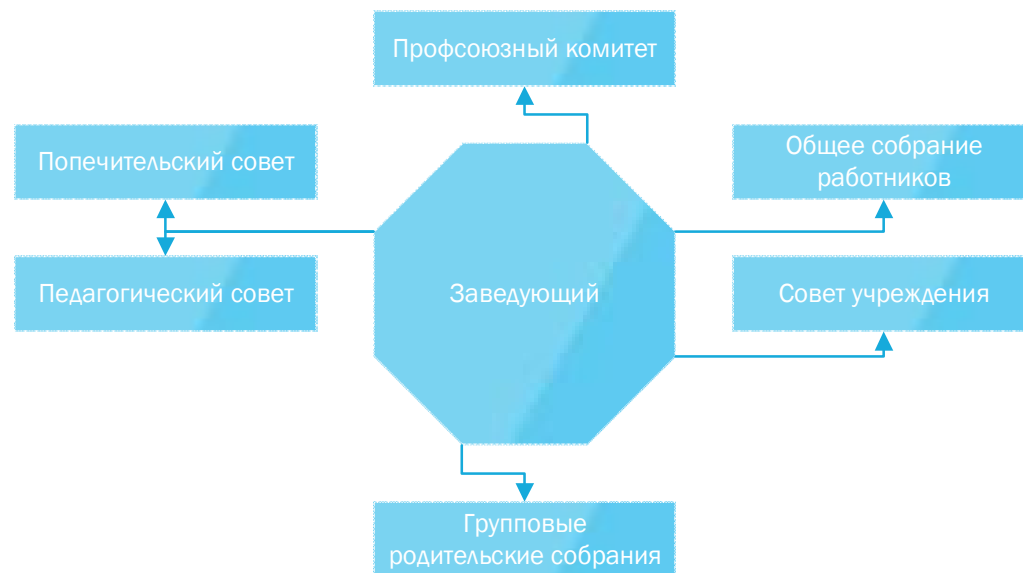 Профсоюзный комитет
Попечительский совет
Общее собрание
работников
Педагогический совет
Заведующий
Совет учреждения
Групповые
родительские собрания